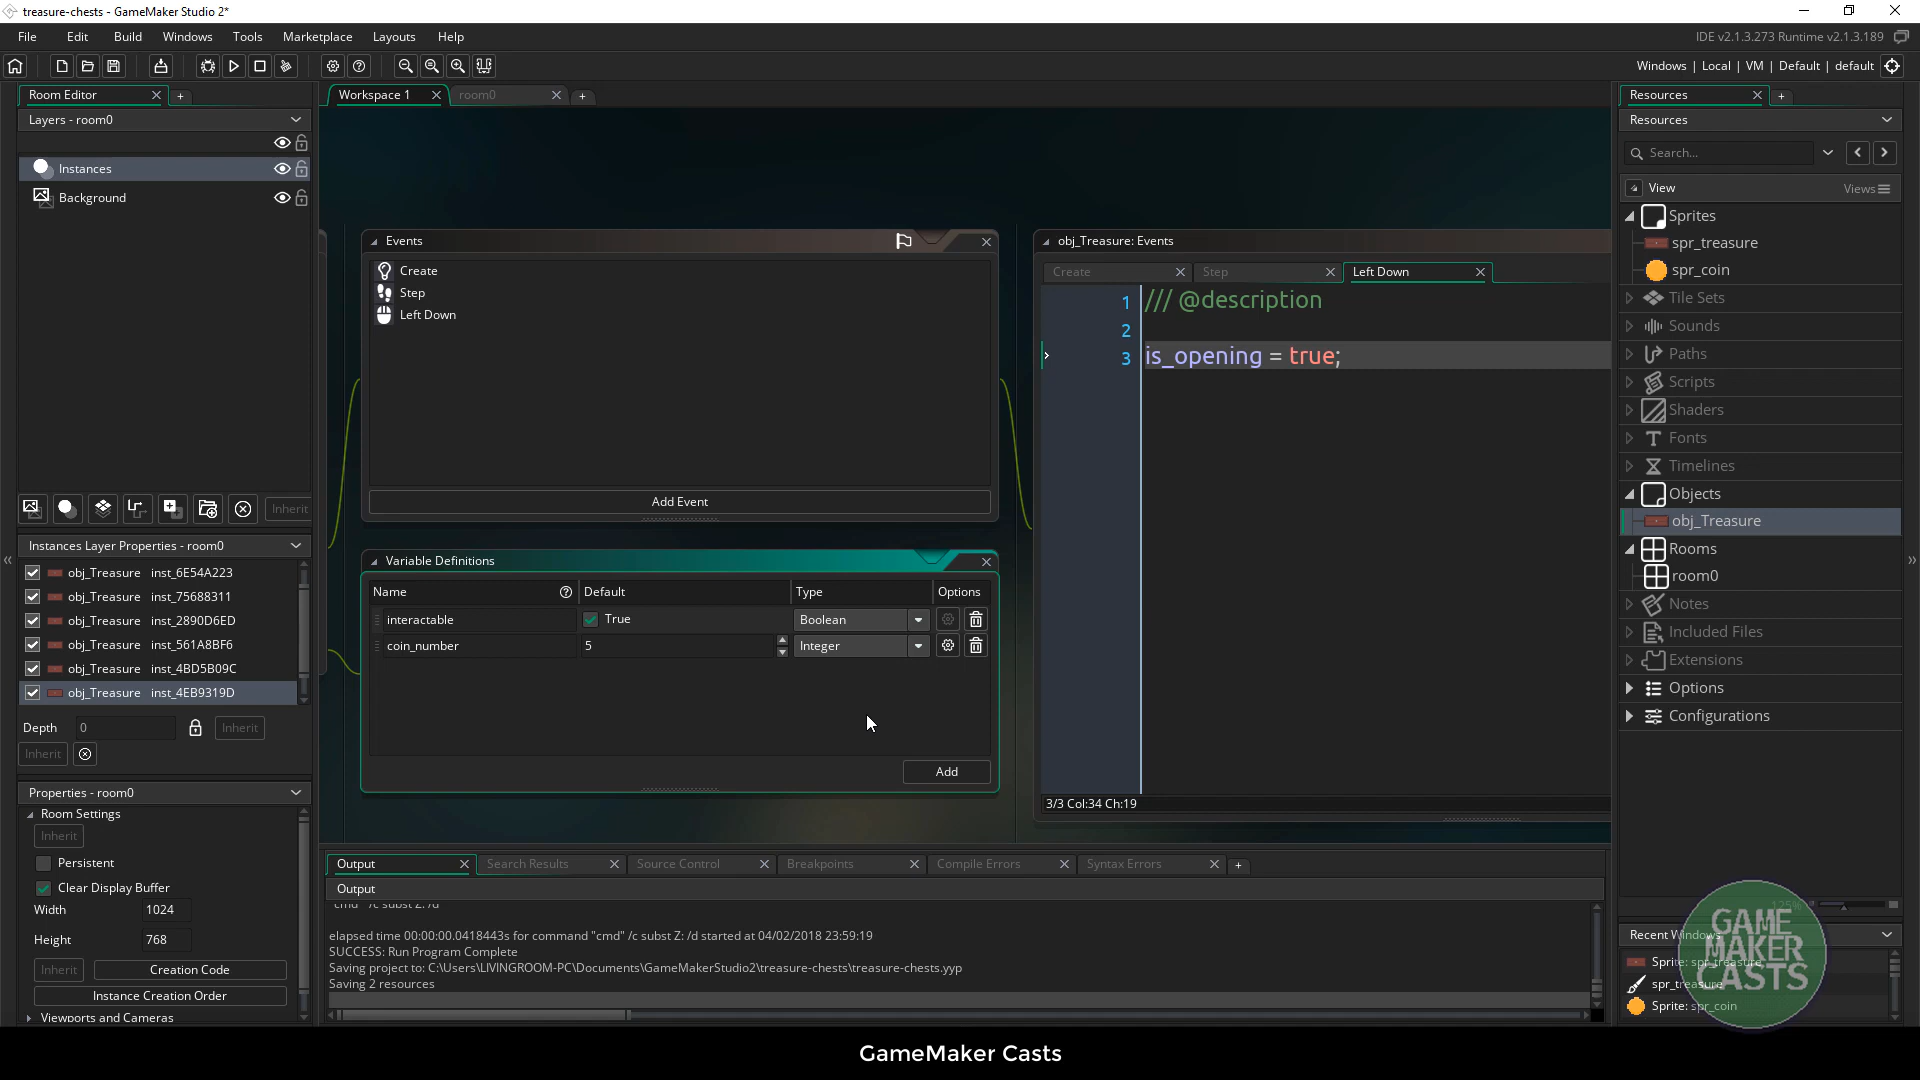 treasure-chests - GameMaker Studio 2*
File Edit Build Windows Tools Marketplace Layouts Help
IDE v2.1.3.273 Runtime v2.1.3.189
Windows | Local | VM | Default | default
Room Editor
Layers - room0
Instances
Background
Inherit
Instances Layer Properties - room0
obj_Treasure inst_6E54A223
obj_Treasure inst_75688311
obj_Treasure inst_2890D6ED
obj_Treasure inst_561A8BF6
obj_Treasure inst_4BD5B09C
obj_Treasure inst_4EB9319D
Depth 0 Inherit
Inherit
Properties - room0
Room Settings
Inherit
Persistent
Clear Display Buffer
Width 1024
Height 768
Inherit Creation Code
Instance Creation Order
Viewports and Cameras
Workspace 1 room0
Events
Create
Step
Left Down
Add Event
Variable Definitions
Name Default Type Options
interactable True Boolean
coin_number 5 Integer
Add
obj_Treasure: Events
Create Step Left Down
1 /// @description
2
3 is_opening = true;
3/3 Col:34 Ch:19
Output Search Results Source Control Breakpoints Compile Errors Syntax Errors
Output
"cmd" /c subst Z: /d
elapsed time 00:00:00.0418443s for command "cmd" /c subst Z: /d started at 04/02/2018 23:59:19
SUCCESS: Run Program Complete
Saving project to: C:\Users\LIVINGROOM-PC\Documents\GameMakerStudio2\treasure-chests\treasure-chests.yyp
Saving 2 resources
Resources
Resources
Search...
View Views
Sprites
spr_treasure
spr_coin
Tile Sets
Sounds
Paths
Scripts
Shaders
Fonts
Timelines
Objects
obj_Treasure
Rooms
room0
Notes
Included Files
Extensions
Options
Configurations
125%
Recent Windows
Sprite: spr_treasure
spr_treasure
Sprite: spr_coin
GAME
MAKER
CASTS
GameMaker Casts